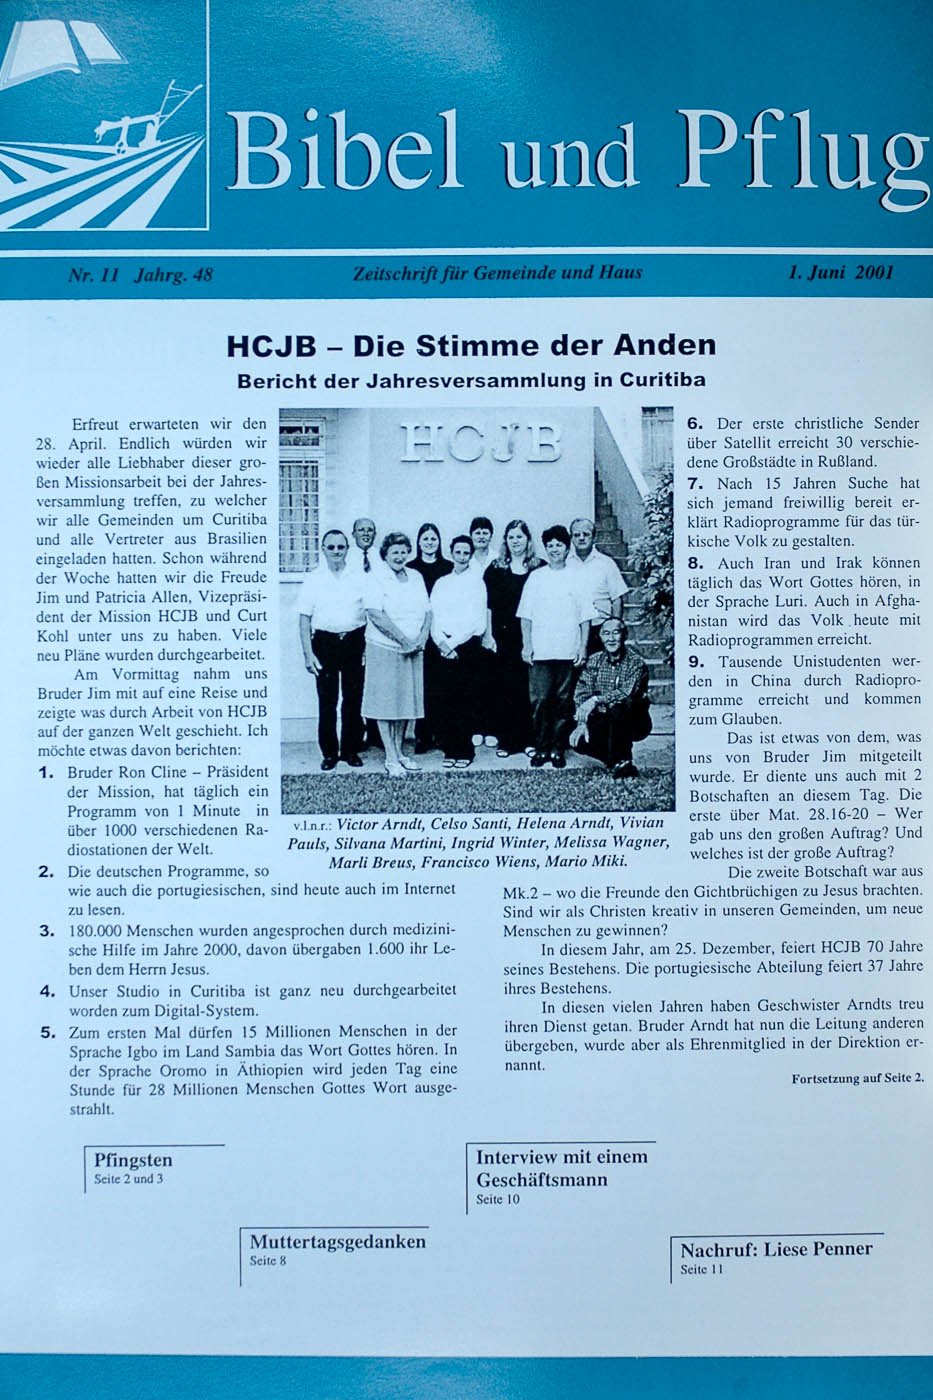 Bibel und Pflug
Nr. 11 Jahrg. 48
Zeitschrift für Gemeinde und Haus
1. Juni 2001
HCJB – Die Stimme der Anden
Bericht der Jahresversammlung in Curitiba
Erfreut erwarteten wir den
28. April. Endlich würden wir
wieder alle Liebhaber dieser gro-
ßen Missionsarbeit bei der Jahres-
versammlung treffen, zu welcher
wir alle Gemeinden um Curitiba
und alle Vertreter aus Brasilien
eingeladen hatten. Schon während
der Woche hatten wir die Freude
Jim und Patricia Allen, Vizepräsi-
dent der Mission HCJB und Curt
Kohl unter uns zu haben. Viele
neu Pläne wurden durchgearbeitet.
Am Vormittag nahm uns
Bruder Jim mit auf eine Reise und
zeigte was durch Arbeit von HCJB
auf der ganzen Welt geschieht. Ich
möchte etwas davon berichten:
1. Bruder Ron Cline – Präsident
der Mission, hat täglich ein
Programm von 1 Minute in
über 1000 verschiedenen Ra-
diostationen der Welt.
2. Die deutschen Programme, so
wie auch die portugiesischen, sind heute auch im Internet
zu lesen.
3. 180.000 Menschen wurden angesprochen durch medizini-
sche Hilfe im Jahre 2000, davon übergaben 1.600 ihr Le-
ben dem Herrn Jesus.
4. Unser Studio in Curitiba ist ganz neu durchgearbeitet
worden zum Digital-System.
5. Zum ersten Mal dürfen 15 Millionen Menschen in der
Sprache Igbo im Land Sambia das Wort Gottes hören. In
der Sprache Oromo in Äthiopien wird jeden Tag eine
Stunde für 28 Millionen Menschen Gottes Wort ausge-
strahlt.
HCJB
v.l.n.r.: Victor Arndt, Celso Santi, Helena Arndt, Vivian
Pauls, Silvana Martini, Ingrid Winter, Melissa Wagner,
Marli Breus, Francisco Wiens, Mario Miki.
6. Der erste christliche Sender
über Satellit erreicht 30 verschie-
dene Großstädte in Rußland.
7. Nach 15 Jahren Suche hat
sich jemand freiwillig bereit er-
klärt Radioprogramme für das tür-
kische Volk zu gestalten.
8. Auch Iran und Irak können
täglich das Wort Gottes hören, in
der Sprache Luri. Auch in Afgha-
nistan wird das Volk heute mit
Radioprogrammen erreicht.
9. Tausende Unistudenten wer-
den in China durch Radiopro-
gramme erreicht und kommen
zum Glauben.
Das ist etwas von dem, was
uns von Bruder Jim mitgeteilt
wurde. Er diente uns auch mit 2
Botschaften an diesem Tag. Die
erste über Mat. 28.16-20 – Wer
gab uns den großen Auftrag? Und
welches ist der große Auftrag?
Die zweite Botschaft war aus
Mk.2 – wo die Freunde den Gichtbrüchigen zu Jesus brachten.
Sind wir als Christen kreativ in unseren Gemeinden, um neue
Menschen zu gewinnen?
In diesem Jahr, am 25. Dezember, feiert HCJB 70 Jahre
seines Bestehens. Die portugiesische Abteilung feiert 37 Jahre
ihres Bestehens.
In diesen vielen Jahren haben Geschwister Arndts treu
ihren Dienst getan. Bruder Arndt hat nun die Leitung anderen
übergeben, wurde aber als Ehrenmitglied in der Direktion er-
nannt.
Fortsetzung auf Seite 2.
Pfingsten
Seite 2 und 3
Interview mit einem
Geschäftsmann
Seite 10
Muttertagsgedanken
Seite 8
Nachruf: Liese Penner
Seite 11